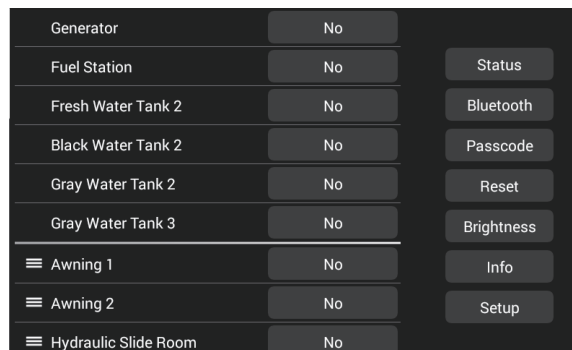 Generator No
Fuel Station No
Status
Fresh Water Tank 2 No
Bluetooth
Black Water Tank 2 No
Passcode
Gray Water Tank 2 No
Reset
Gray Water Tank 3 No
Brightness
Awning 1 No
Info
Awning 2 No
Setup
Hydraulic Slide Room No